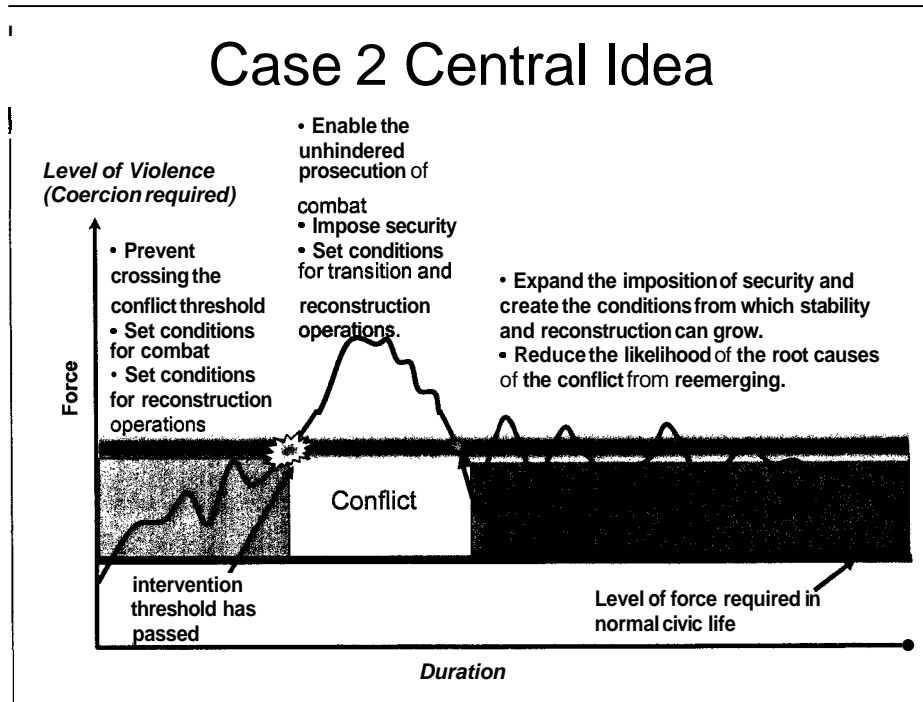 Case 2 Central Idea
• Enable the
unhindered
prosecution of
combat
• Impose security
• Set conditions
for transition and
reconstruction
operations.
Level of Violence
(Coercion required)
• Prevent
crossing the
conflict threshold
• Set conditions
for combat
• Set conditions
for reconstruction
operations
• Expand the imposition of security and
create the conditions from which stability
and reconstruction can grow.
• Reduce the likelihood of the root causes
of the conflict from reemerging.
Force
Conflict
intervention
threshold has
passed
Level of force required in
normal civic life
Duration